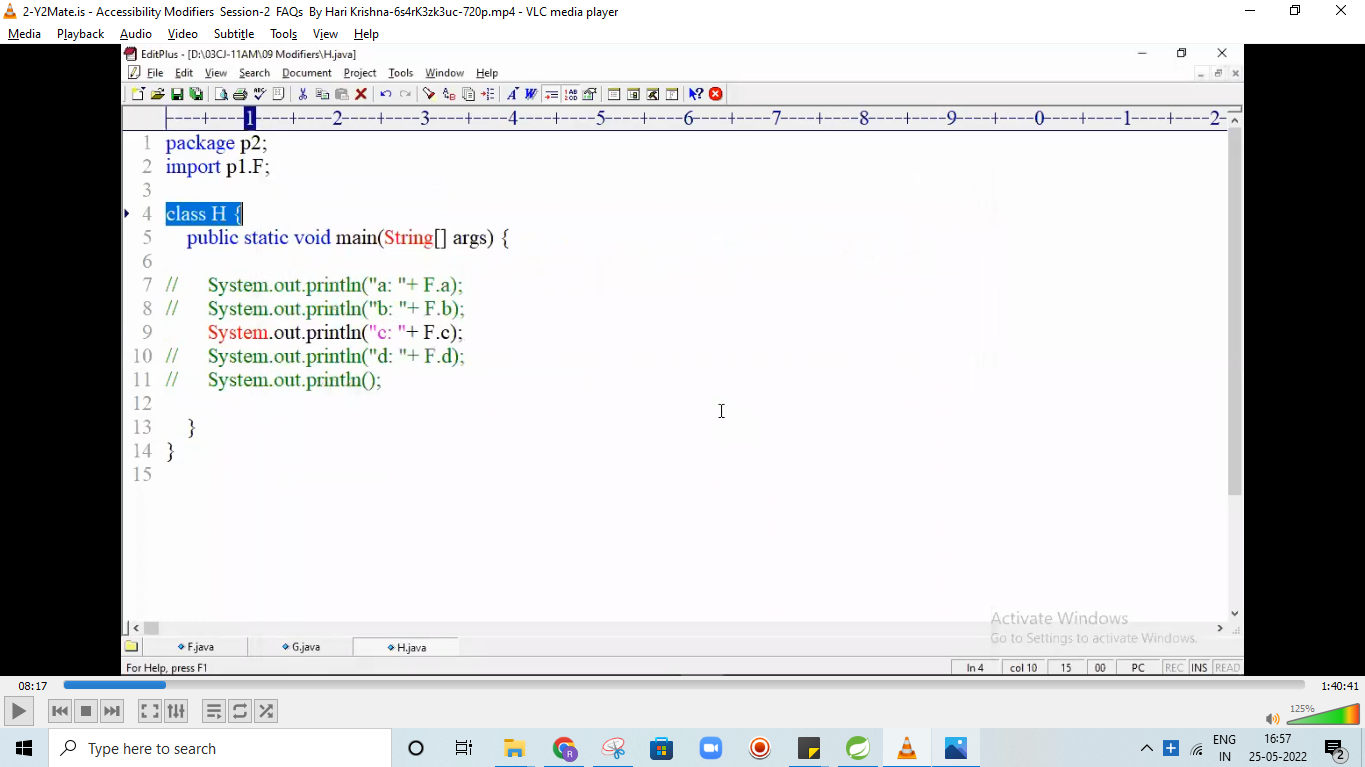 2-Y2Mate.is - Accessibility Modifiers Session-2 FAQs By Hari Krishna-6s4rK3zk3uc-720p.mp4 - VLC media player
Media Playback Audio Video Subtitle Tools View Help
EditPlus - [D:\03CJ-11AM\09 Modifiers\H.java]
File Edit View Search Document Project Tools Window Help
----+----1----+----2----+----3----+----4----+----5----+----6----+----7----+----8----+----9----+----0----+----1----+----2-
1 package p2;
2 import p1.F;
3
4 class H {
5 public static void main(String[] args) {
6
7 // System.out.println("a: "+ F.a);
8 // System.out.println("b: "+ F.b);
9 System.out.println("c: "+ F.c);
10 // System.out.println("d: "+ F.d);
11 // System.out.println();
12
13 }
14 }
15
Activate Windows
Go to Settings to activate Windows.
F.java G.java H.java
For Help, press F1 ln 4 col 10 15 00 PC REC INS READ
08:17 1:40:41
125%
Type here to search
ENG
IN
16:57
25-05-2022
2